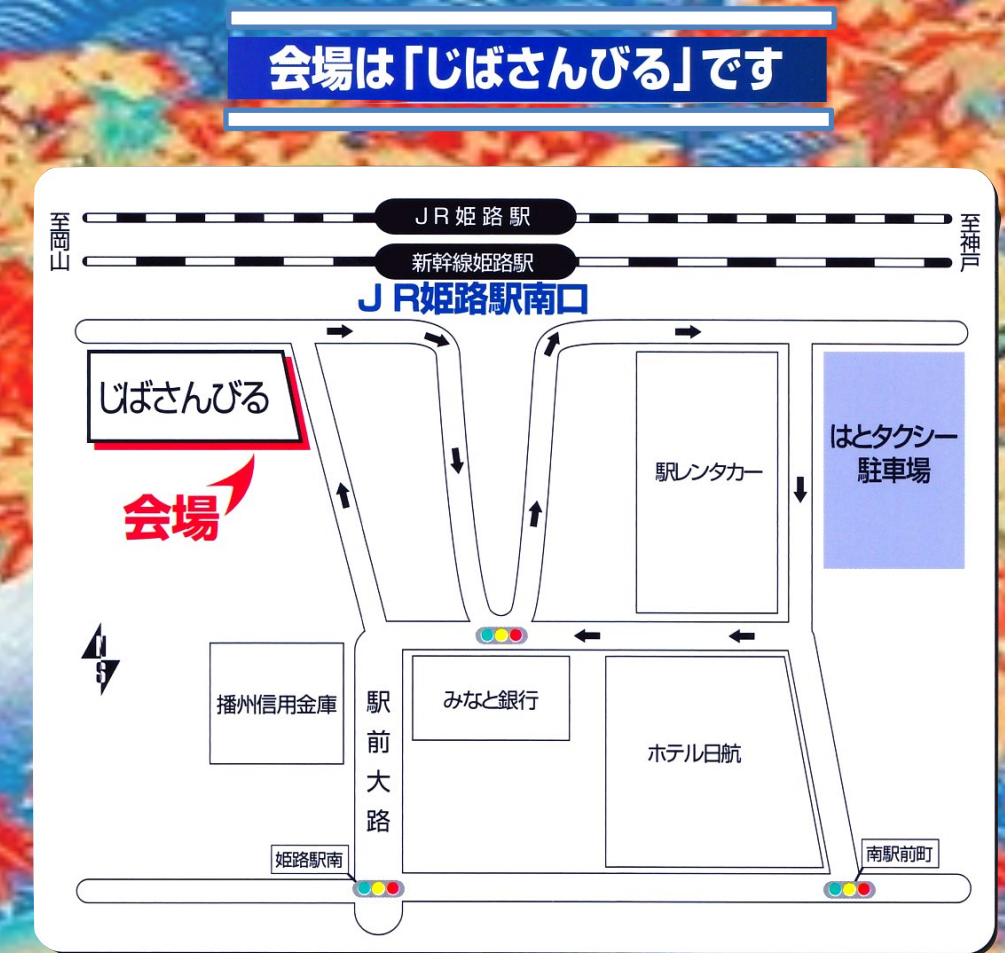 会場は「じばさんびる」です
至岡山
JR姫路駅
至神戸
新幹線姫路駅
JR姫路駅南口
じばさんびる
会場
駅レンタカー
はとタクシー
駐車場
N
S
播州信用金庫
駅前大路
みなと銀行
ホテル日航
姫路駅南
南駅前町